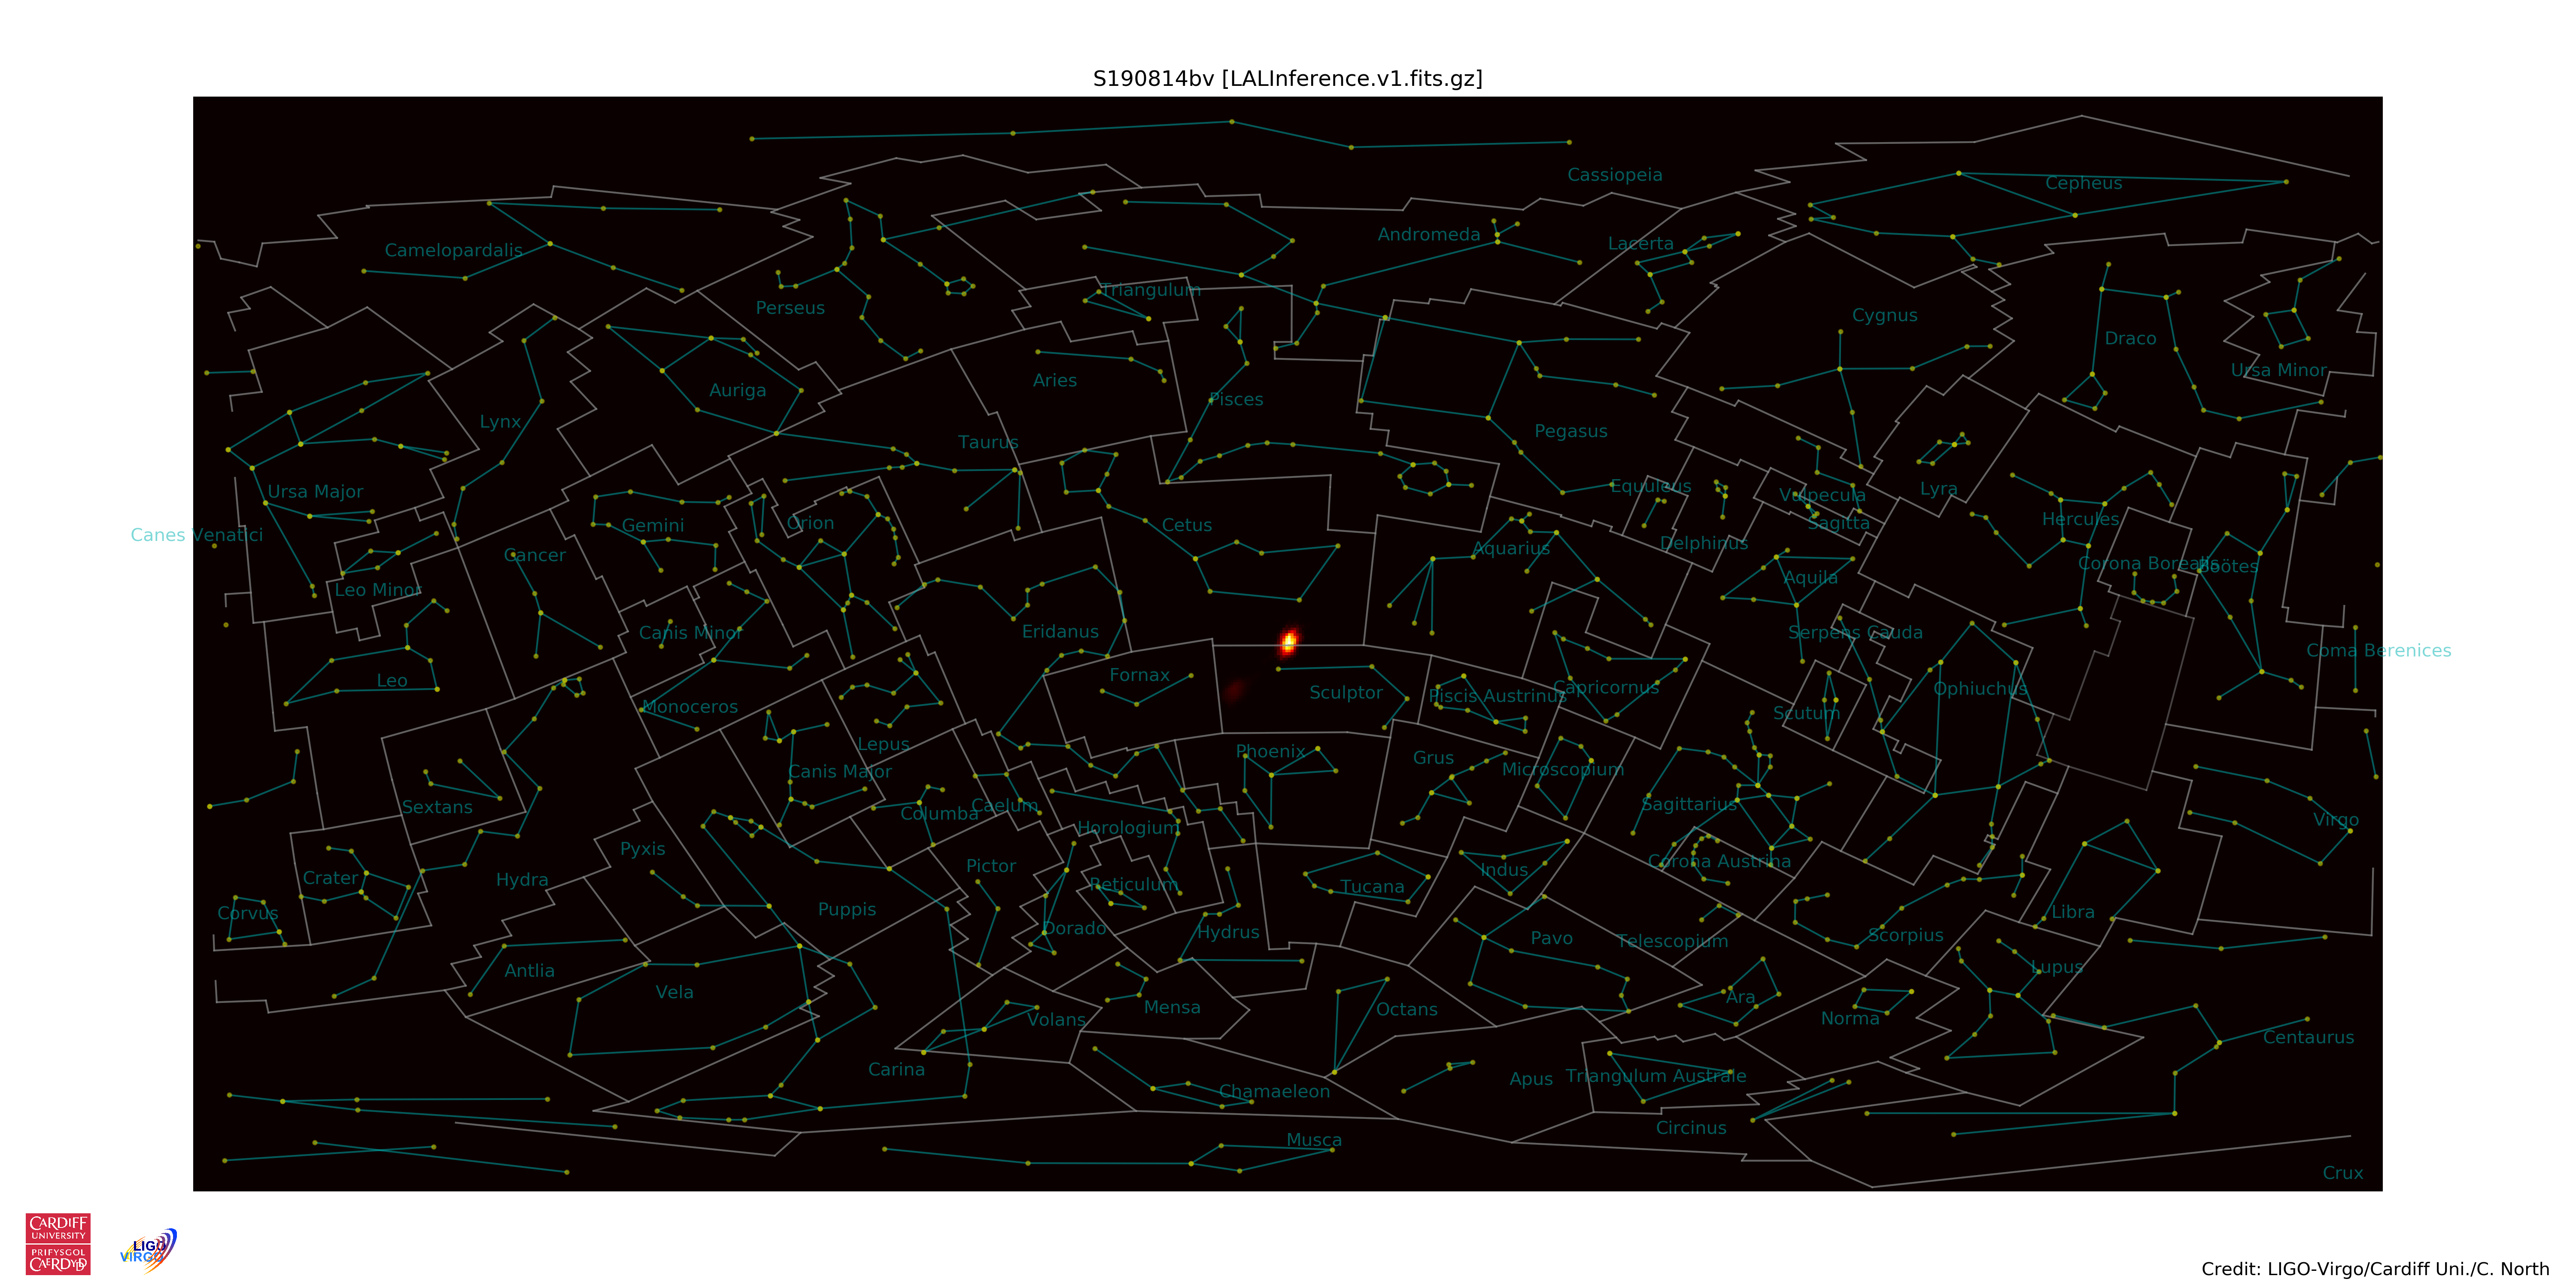 S190814bv [LALInference.v1.fits.gz]
Cassiopeia
Cepheus
Andromeda
Lacerta
Camelopardalis
Triangulum
Perseus
Cygnus
Draco
Ursa Minor
Aries
Auriga
Pisces
Lynx
Taurus
Pegasus
Ursa Major
Equuleus
Vulpecula
Lyra
Gemini
Orion
Cetus
Sagitta
Hercules
Canes Venatici
Cancer
Aquarius
Delphinus
Corona Borealis
Boötes
Aquila
Leo Minor
Canis Minor
Eridanus
Serpens Cauda
Coma Berenices
Leo
Fornax
Sculptor
Piscis Austrinus
Capricornus
Ophiuchus
Monoceros
Scutum
Lepus
Phoenix
Grus
Canis Major
Microscopium
Sextans
Columba
Caelum
Sagittarius
Virgo
Horologium
Pyxis
Pictor
Corona Austrina
Crater
Hydra
Reticulum
Tucana
Indus
Corvus
Puppis
Dorado
Hydrus
Pavo
Telescopium
Scorpius
Libra
Antlia
Vela
Lupus
Mensa
Volans
Octans
Ara
Norma
Centaurus
Carina
Chamaeleon
Apus
Triangulum Australe
Circinus
Musca
Crux
CARDIFF
UNIVERSITY
PRIFYSGOL
CAERDYDD
LIGO
VIRGO
Credit: LIGO-Virgo/Cardiff Uni./C. North